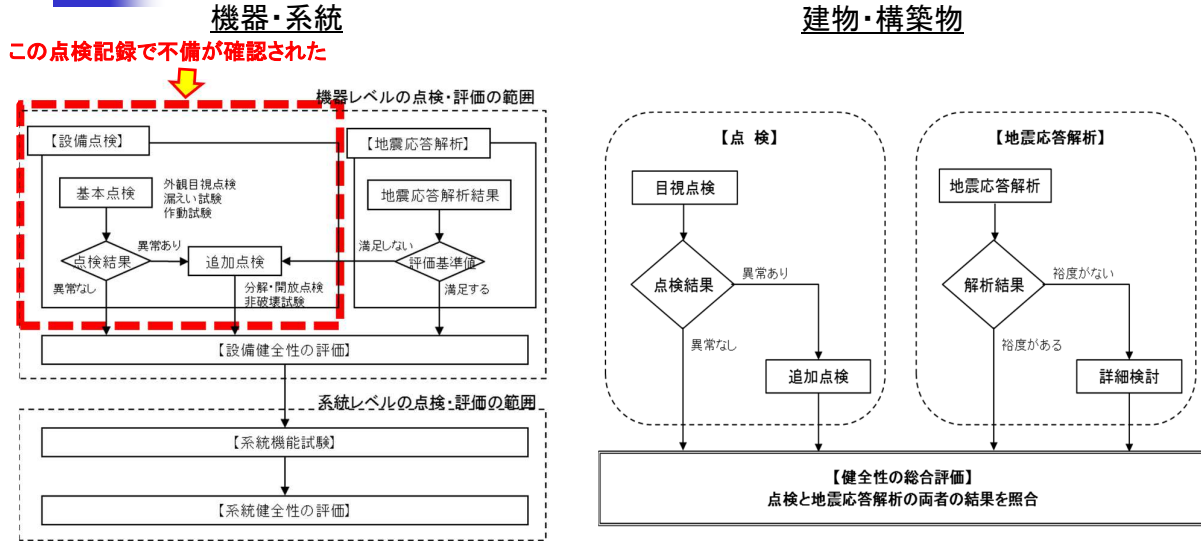 機器・系統
この点検記録で不備が確認された
機器レベルの点検・評価の範囲
【設備点検】
基本点検
外観目視点検
漏えい試験
作動試験
点検結果
異常あり
異常なし
追加点検
分解・開放点検
非破壊試験
【地震応答解析】
地震応答解析結果
評価基準値
満足しない
満足する
【設備健全性の評価】
系統レベルの点検・評価の範囲
【系統機能試験】
【系統健全性の評価】
建物・構築物
【点 検】
目視点検
点検結果
異常あり
異常なし
追加点検
【地震応答解析】
地震応答解析
解析結果
裕度がない
裕度がある
詳細検討
【健全性の総合評価】
点検と地震応答解析の両者の結果を照合